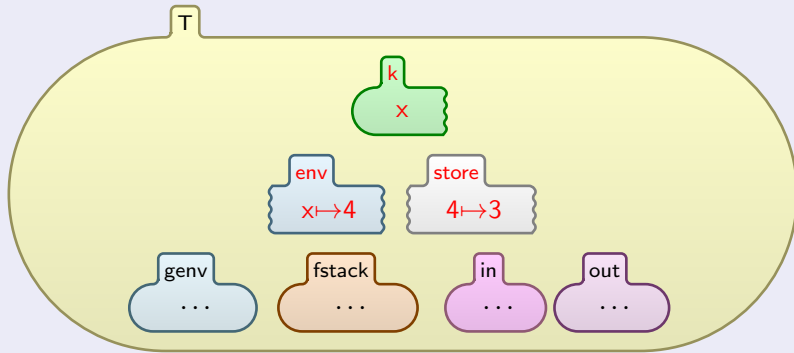 T
k
x
env store
x↦4 4↦3
genv fstack in out
... ... ... ...